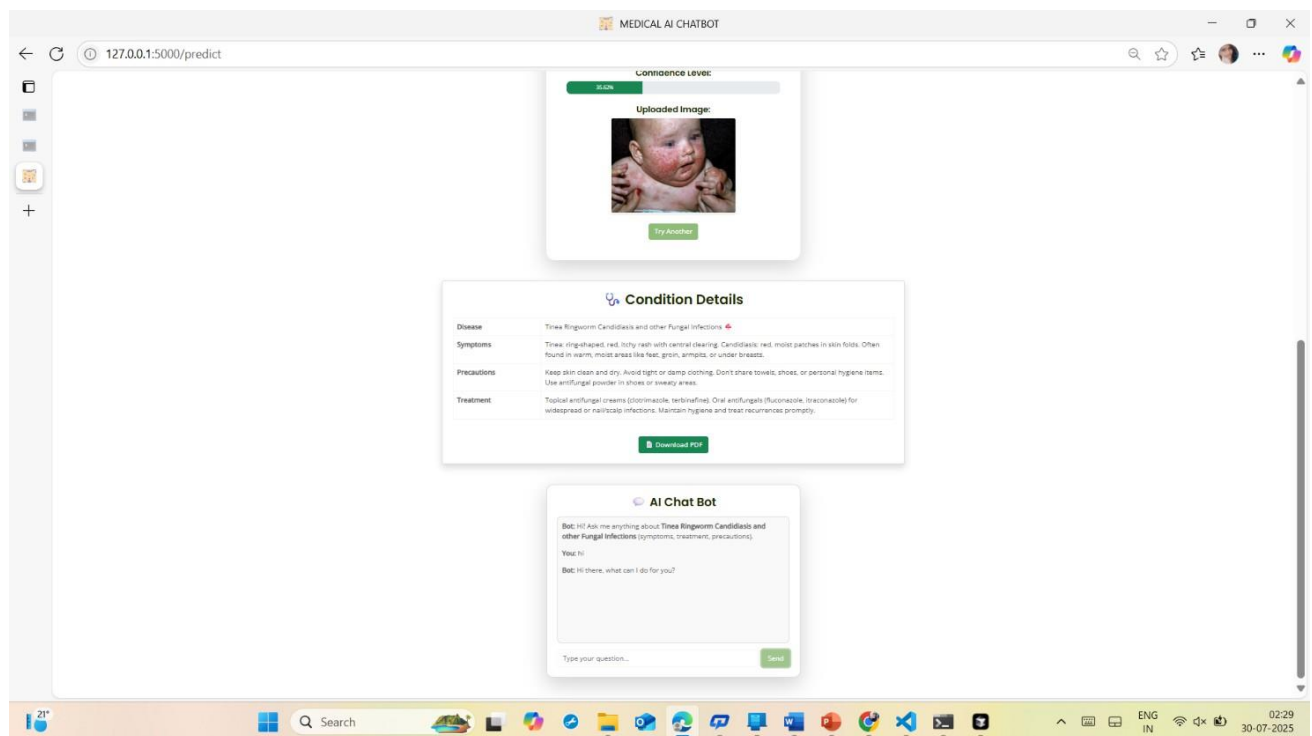 MEDICAL AI CHATBOT
127.0.0.1:5000/predict
Confidence Level:
Uploaded Image:
Try Another
Condition Details
Disease Tinea Ringworm Candidiasis and other Fungal Infections
Symptoms Tinea: ring-shaped, red, itchy rash with central clearing. Candidiasis: red, moist patches in skin folds. Often
found in warm, moist areas like feet, groin, armpits, or under breasts.
Precautions Keep skin clean and dry. Avoid tight or damp clothing. Don't share towels, shoes, or personal hygiene items.
Use antifungal powder in shoes or sweaty areas.
Treatment Topical antifungal creams (clotrimazole, terbinafine). Oral antifungals (fluconazole, itraconazole) for
widespread or nail/scalp infections. Maintain hygiene and treat recurrences promptly.
Download PDF
AI Chat Bot
Bot: Hi! Ask me anything about Tinea Ringworm Candidiasis and
other Fungal Infections (symptoms, treatment, precautions).
You: hi
Bot: Hi there, what can I do for you?
Type your question...
Send
21°
Search
ENG
IN
02:29
30-07-2025